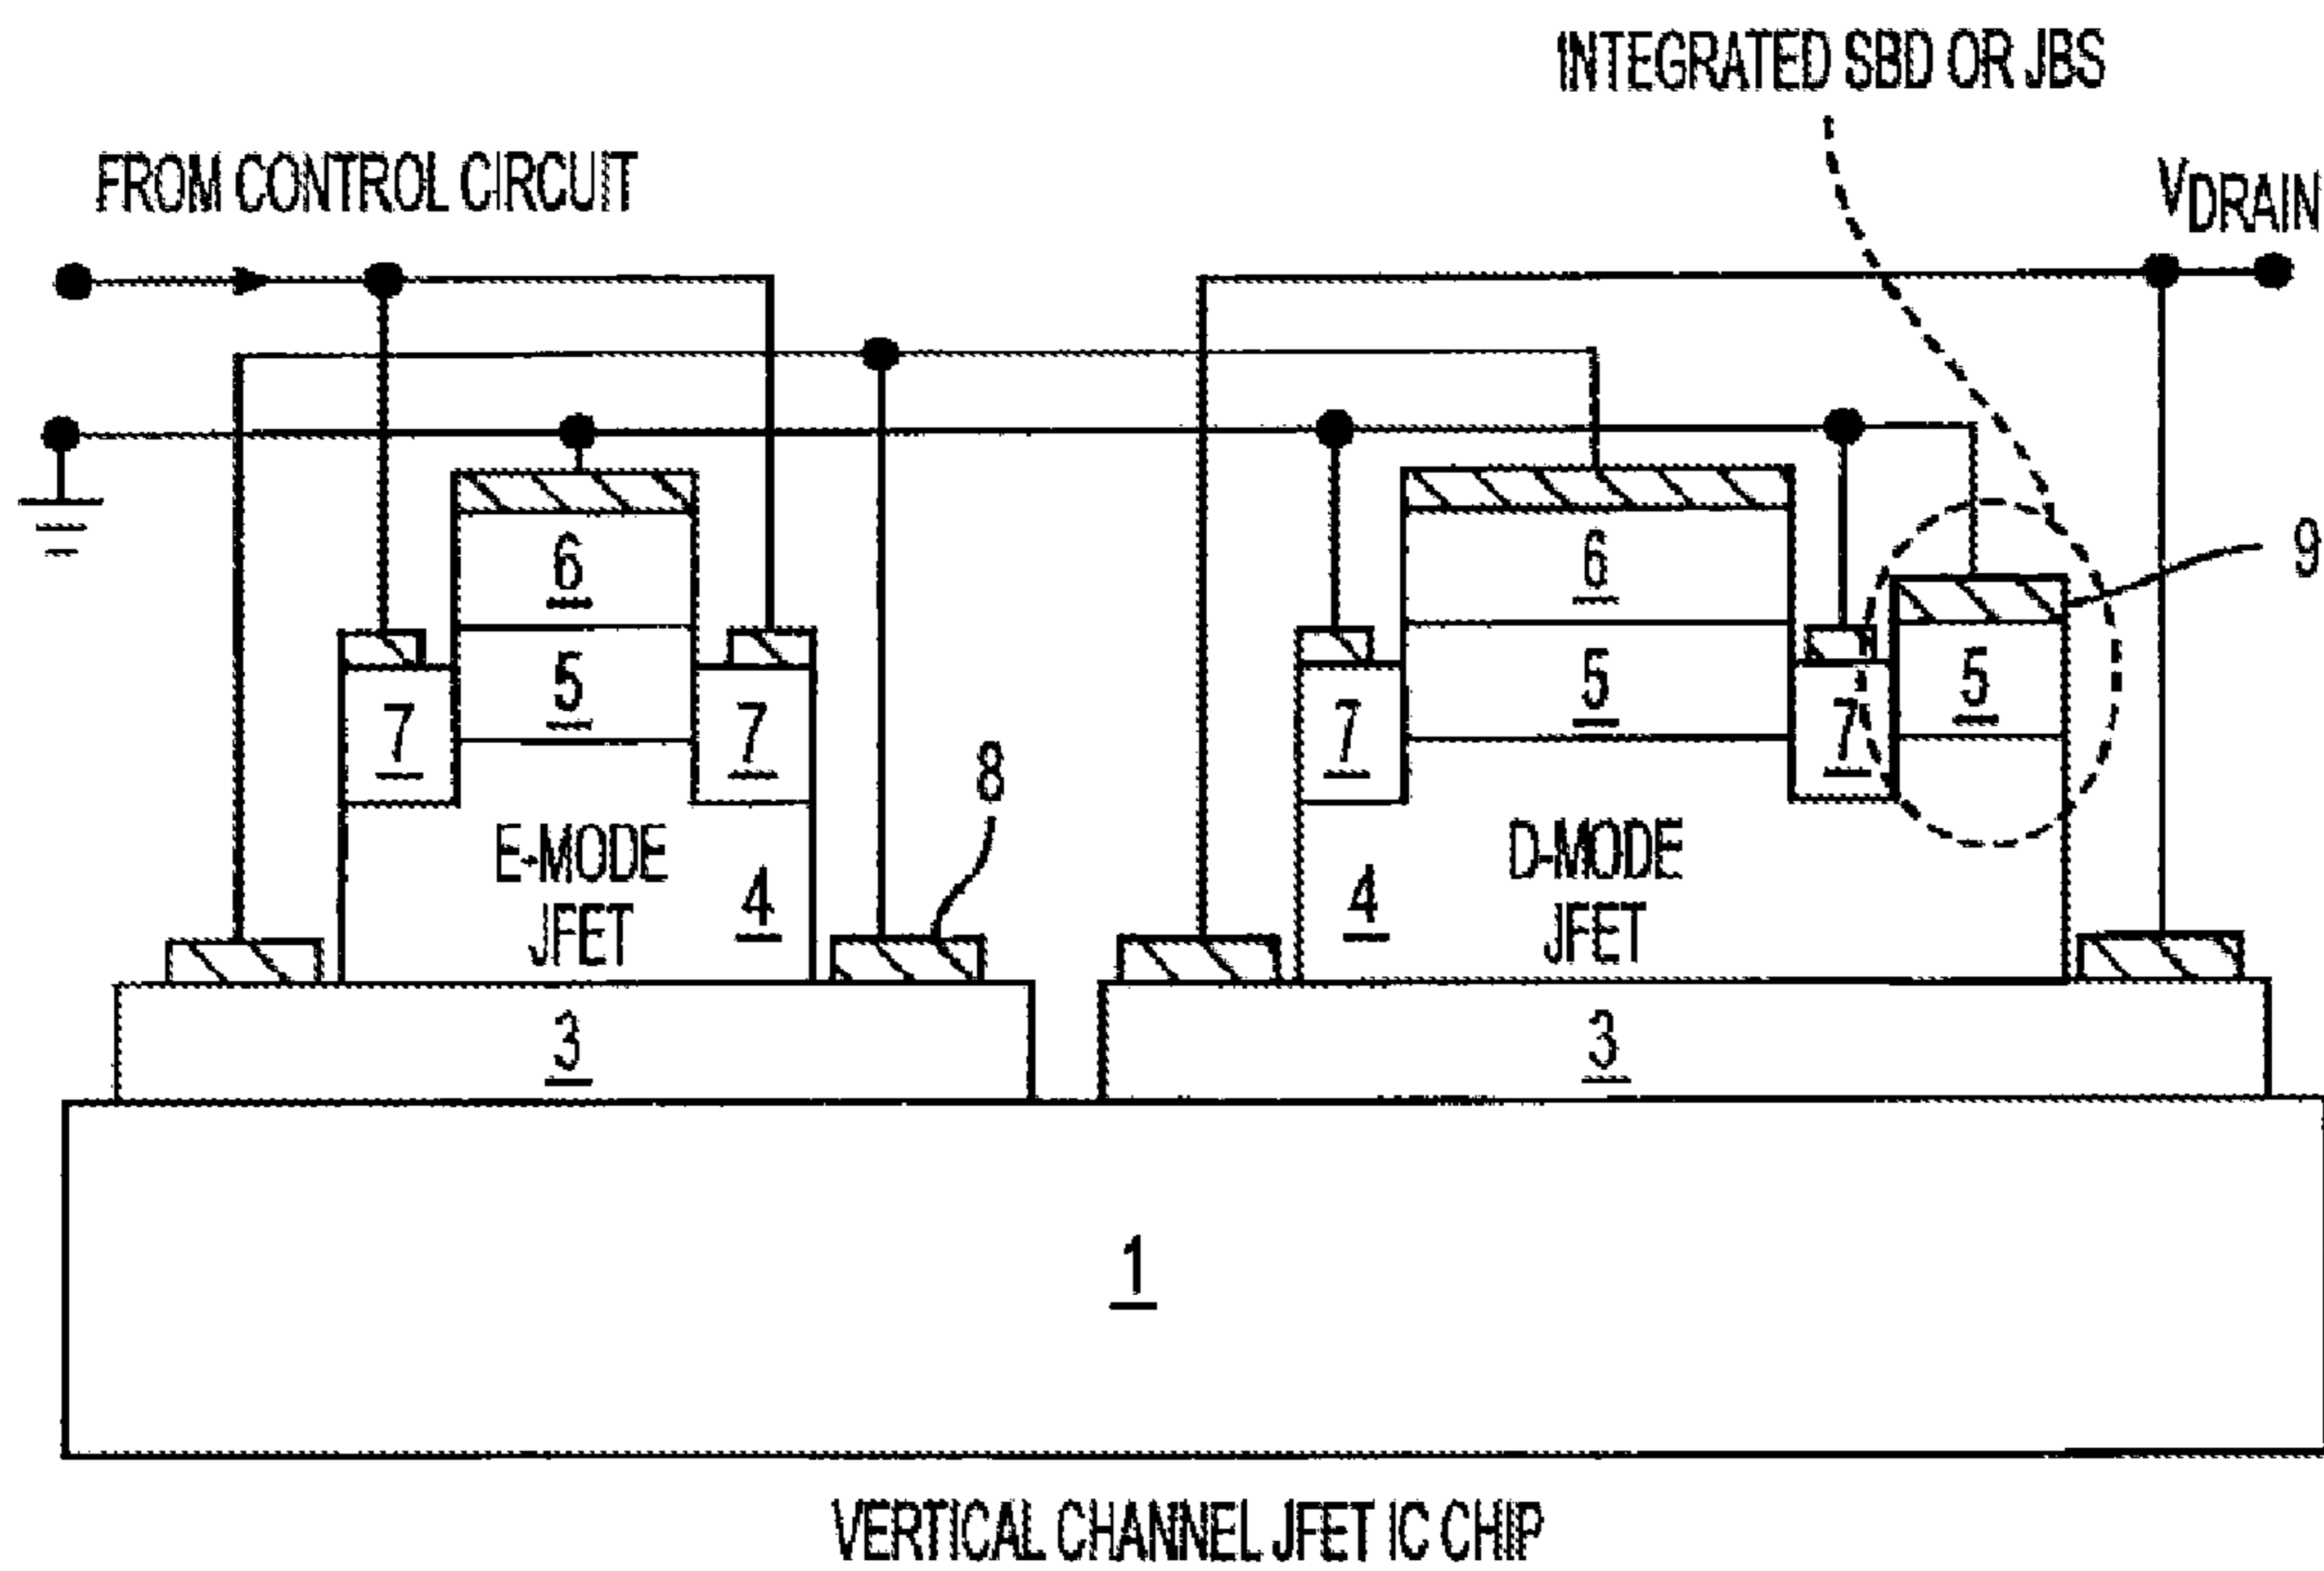 INTEGRATED SBD OR JBS
FROM CONTROL CIRCUIT
VDRAIN
9
6
6
5
5
5
7
7
7
7
8
E-MODE
JFET
4
4
D-MODE
JFET
3
3
1
VERTICAL CHANNEL JFET IC CHIP